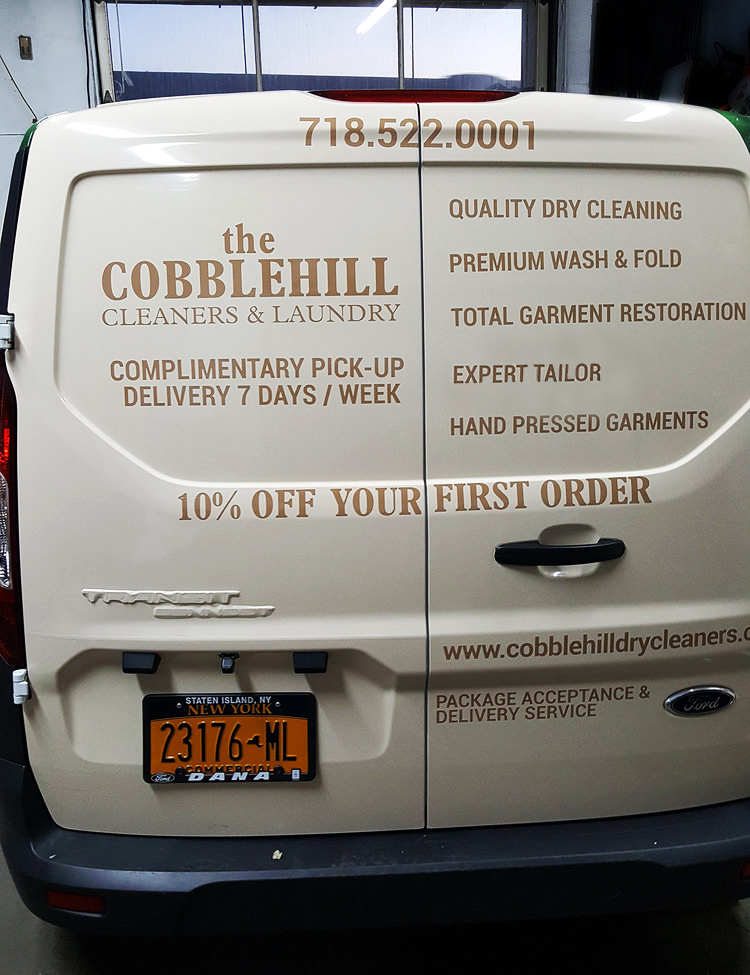 718.522.0001
the
COBBLEHILL
CLEANERS & LAUNDRY
COMPLIMENTARY PICK-UP
DELIVERY 7 DAYS / WEEK
QUALITY DRY CLEANING
PREMIUM WASH & FOLD
TOTAL GARMENT RESTORATION
EXPERT TAILOR
HAND PRESSED GARMENTS
10% OFF YOUR FIRST ORDER
TRANSIT
CONNECT
www.cobblehilldrycleaners.c
PACKAGE ACCEPTANCE &
DELIVERY SERVICE
Ford
STATEN ISLAND, NY
NEW YORK
23176 ML
COMMERCIAL
Ford DANA